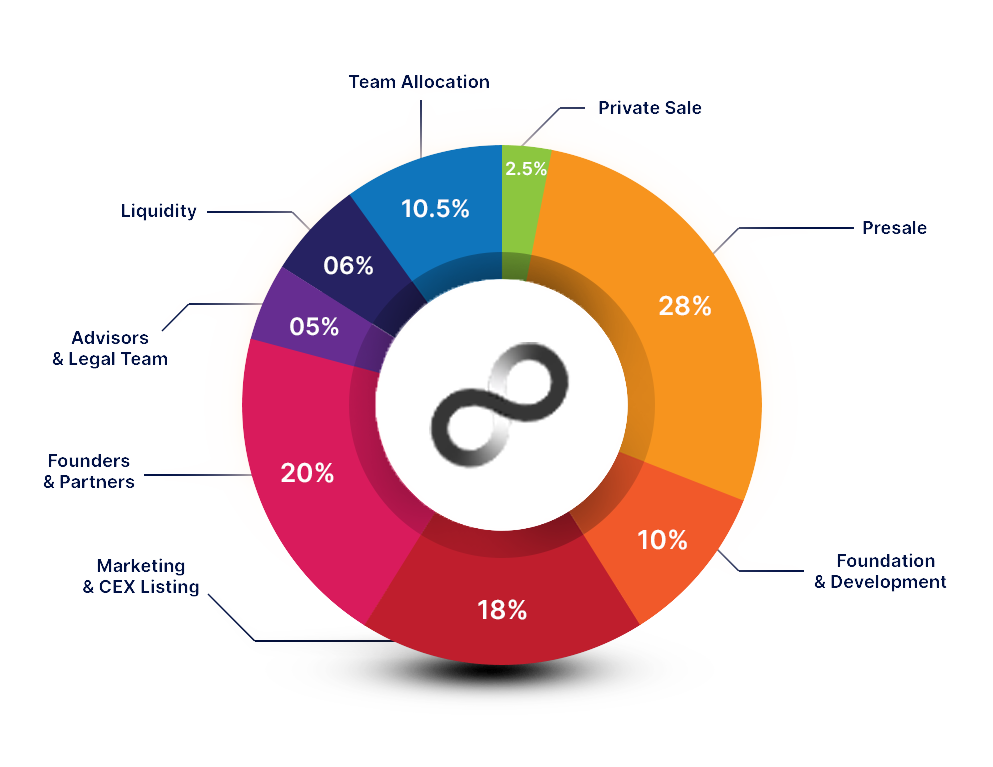 Team Allocation
Private Sale
2.5%
10.5%
Liquidity
Presale
06%
28%
05%
Advisors
& Legal Team
Founders
& Partners
20%
10%
Foundation
& Development
Marketing
& CEX Listing
18%